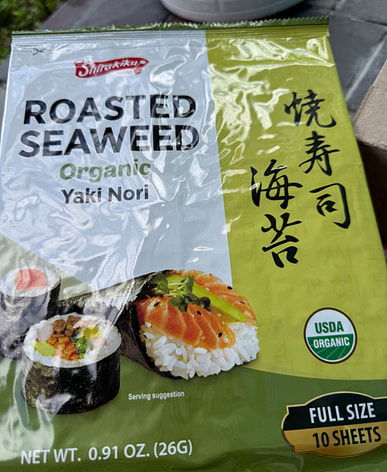 Shirakiku
ROASTED
SEAWEED
Organic
Yaki Nori
焼寿司
海苔
USDA
ORGANIC
Serving suggestion
FULL SIZE
10 SHEETS
NET WT. 0.91 OZ. (26G)